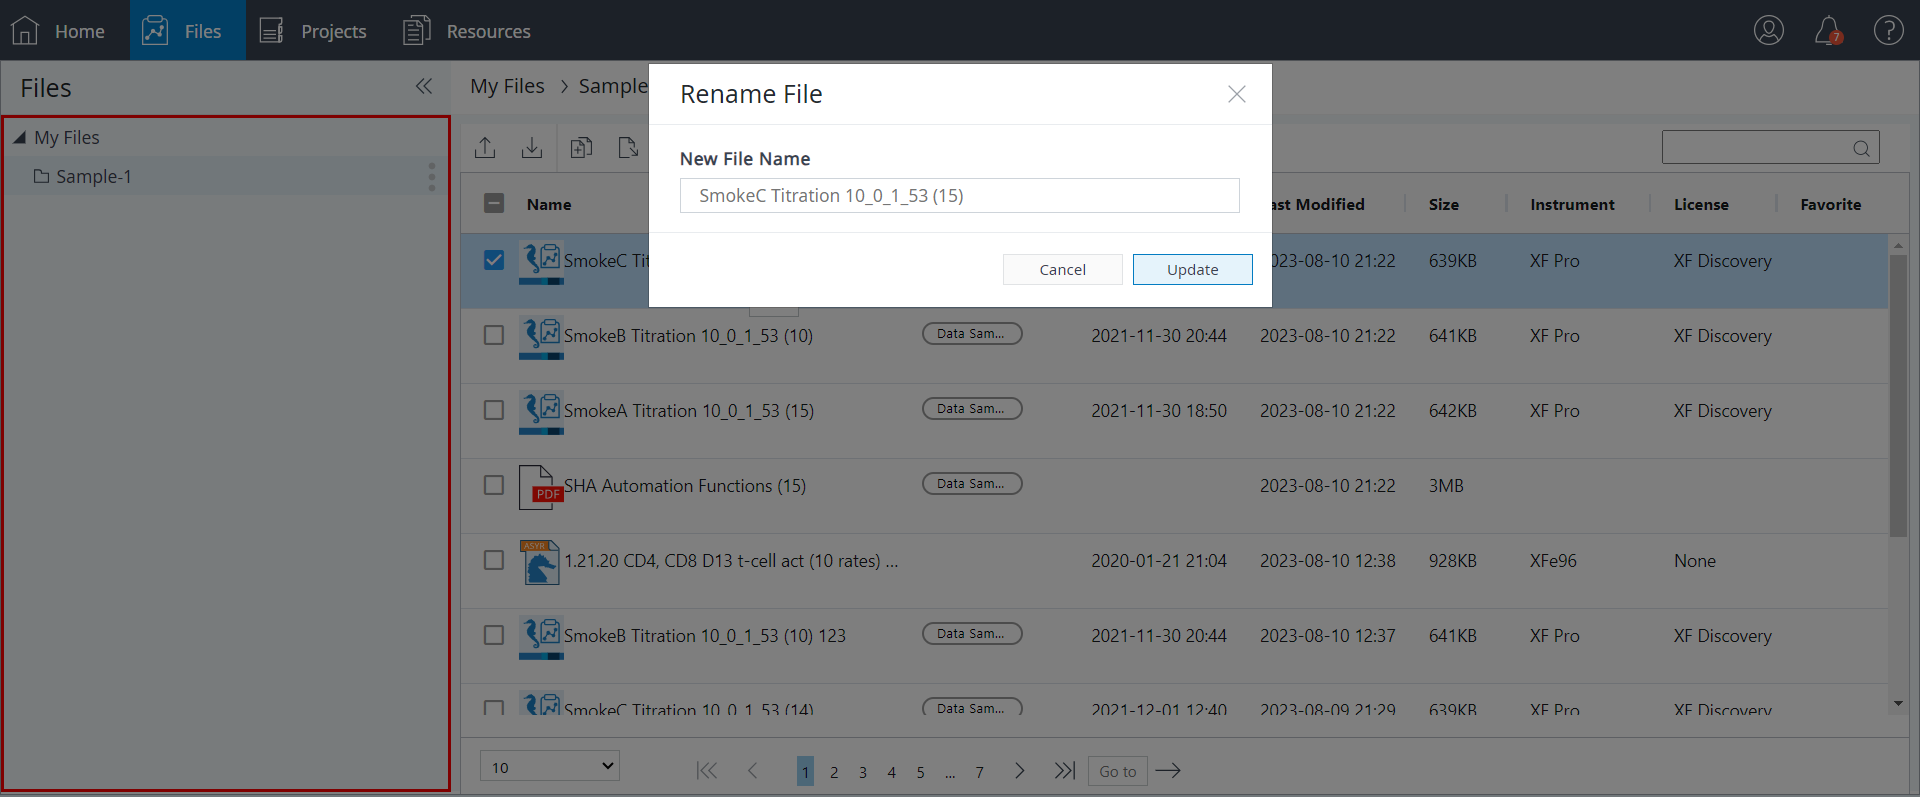 Home
Files
Projects
Resources
7
?
Files
My Files > Sample
Rename File
My Files
Sample-1
New File Name
SmokeC Titration 10_0_1_53 (15)
Cancel
Update
Name
ast Modified
Size
Instrument
License
Favorite
SmokeC Tit
023-08-10 21:22
639KB
XF Pro
XF Discovery
SmokeB Titration 10_0_1_53 (10)
Data Sam...
2021-11-30 20:44
2023-08-10 21:22
641KB
XF Pro
XF Discovery
SmokeA Titration 10_0_1_53 (15)
Data Sam...
2021-11-30 18:50
2023-08-10 21:22
642KB
XF Pro
XF Discovery
PDF
SHA Automation Functions (15)
Data Sam...
2023-08-10 21:22
3MB
ASYR
1.21.20 CD4, CD8 D13 t-cell act (10 rates) ...
2020-01-21 21:04
2023-08-10 12:38
928KB
XFe96
None
SmokeB Titration 10_0_1_53 (10) 123
Data Sam...
2021-11-30 20:44
2023-08-10 12:37
641KB
XF Pro
XF Discovery
SmokeC Titration 10_0_1_53 (14)
Data Sam...
2021-12-01 12:40
2023-08-09 21:29
639KB
XF Pro
XF Discovery
10
1 2 3 4 5 ... 7
Go to